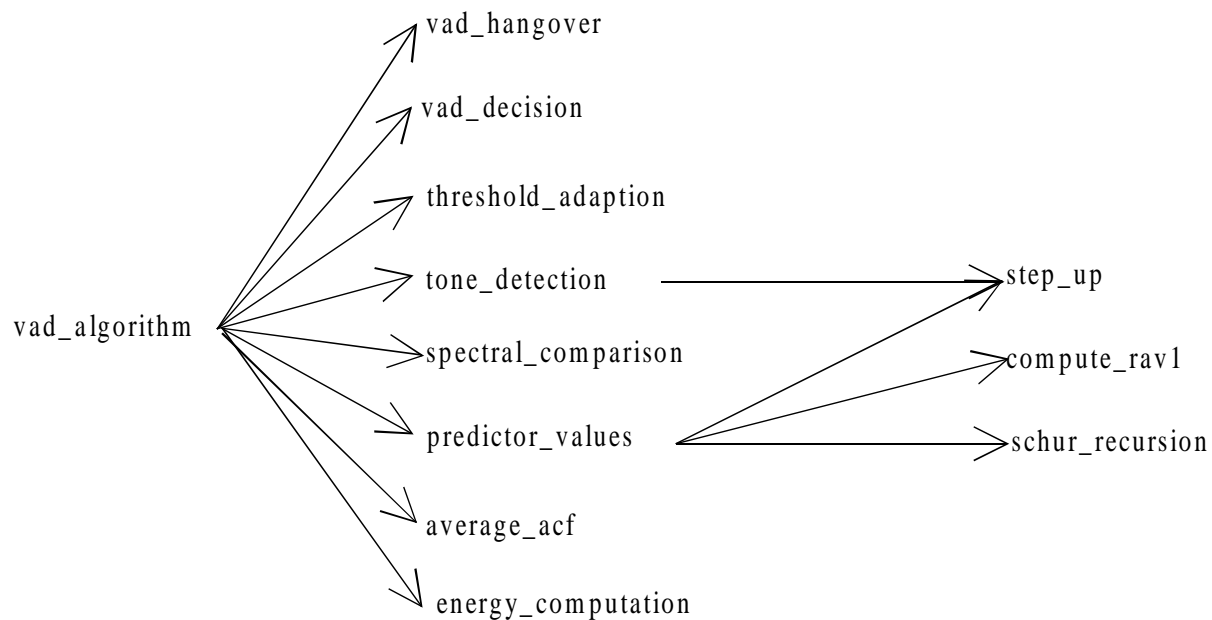 vad_hangover
vad_decision
threshold_adaption
tone_detection
step_up
vad_algorithm
spectral_comparison
compute_rav1
predictor_values
schur_recursion
average_acf
energy_computation